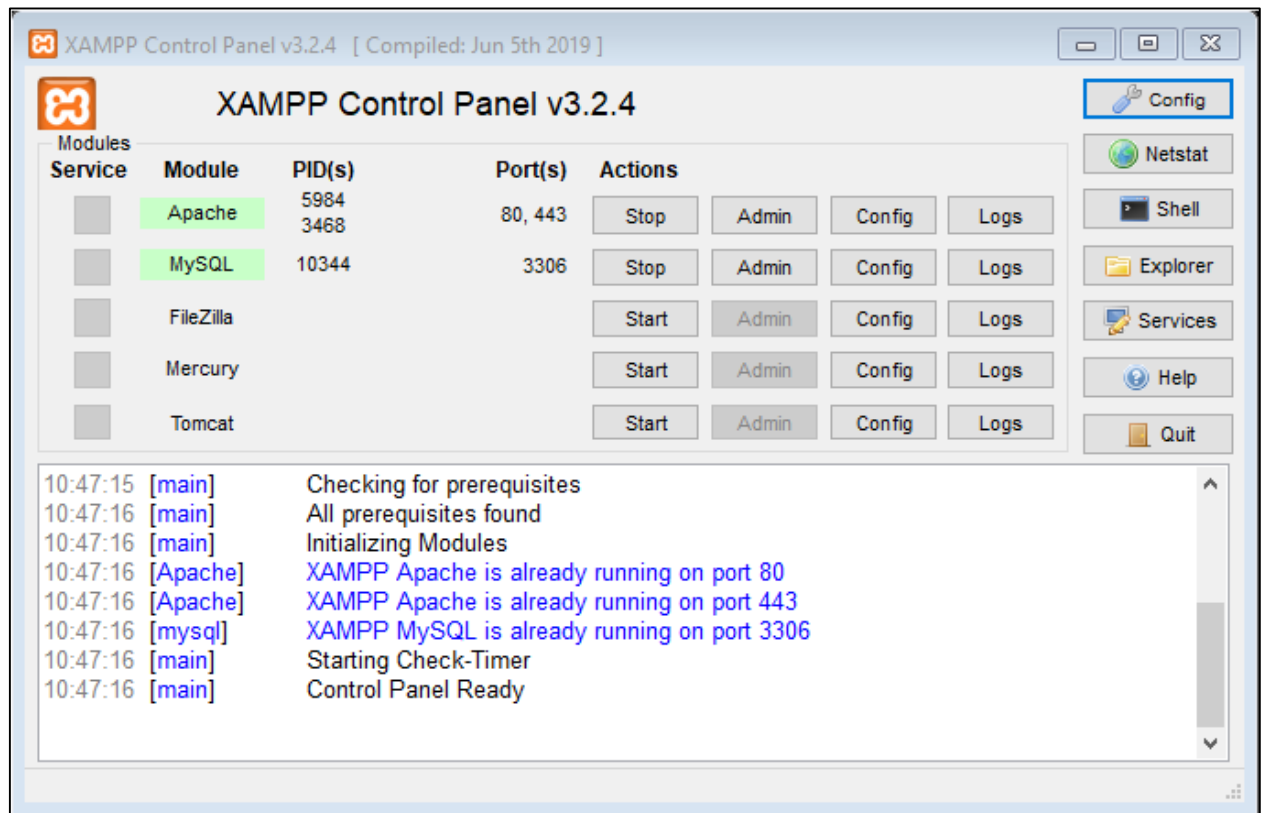 XAMPP Control Panel v3.2.4 [ Compiled: Jun 5th 2019 ]
XAMPP Control Panel v3.2.4
Config
Modules
Service Module PID(s) Port(s) Actions
Netstat
Apache 5984 3468 80, 443 Stop Admin Config Logs
Shell
MySQL 10344 3306 Stop Admin Config Logs
Explorer
FileZilla Start Admin Config Logs
Services
Mercury Start Admin Config Logs
Help
Tomcat Start Admin Config Logs
Quit
10:47:15 [main] Checking for prerequisites
10:47:16 [main] All prerequisites found
10:47:16 [main] Initializing Modules
10:47:16 [Apache] XAMPP Apache is already running on port 80
10:47:16 [Apache] XAMPP Apache is already running on port 443
10:47:16 [mysql] XAMPP MySQL is already running on port 3306
10:47:16 [main] Starting Check-Timer
10:47:16 [main] Control Panel Ready